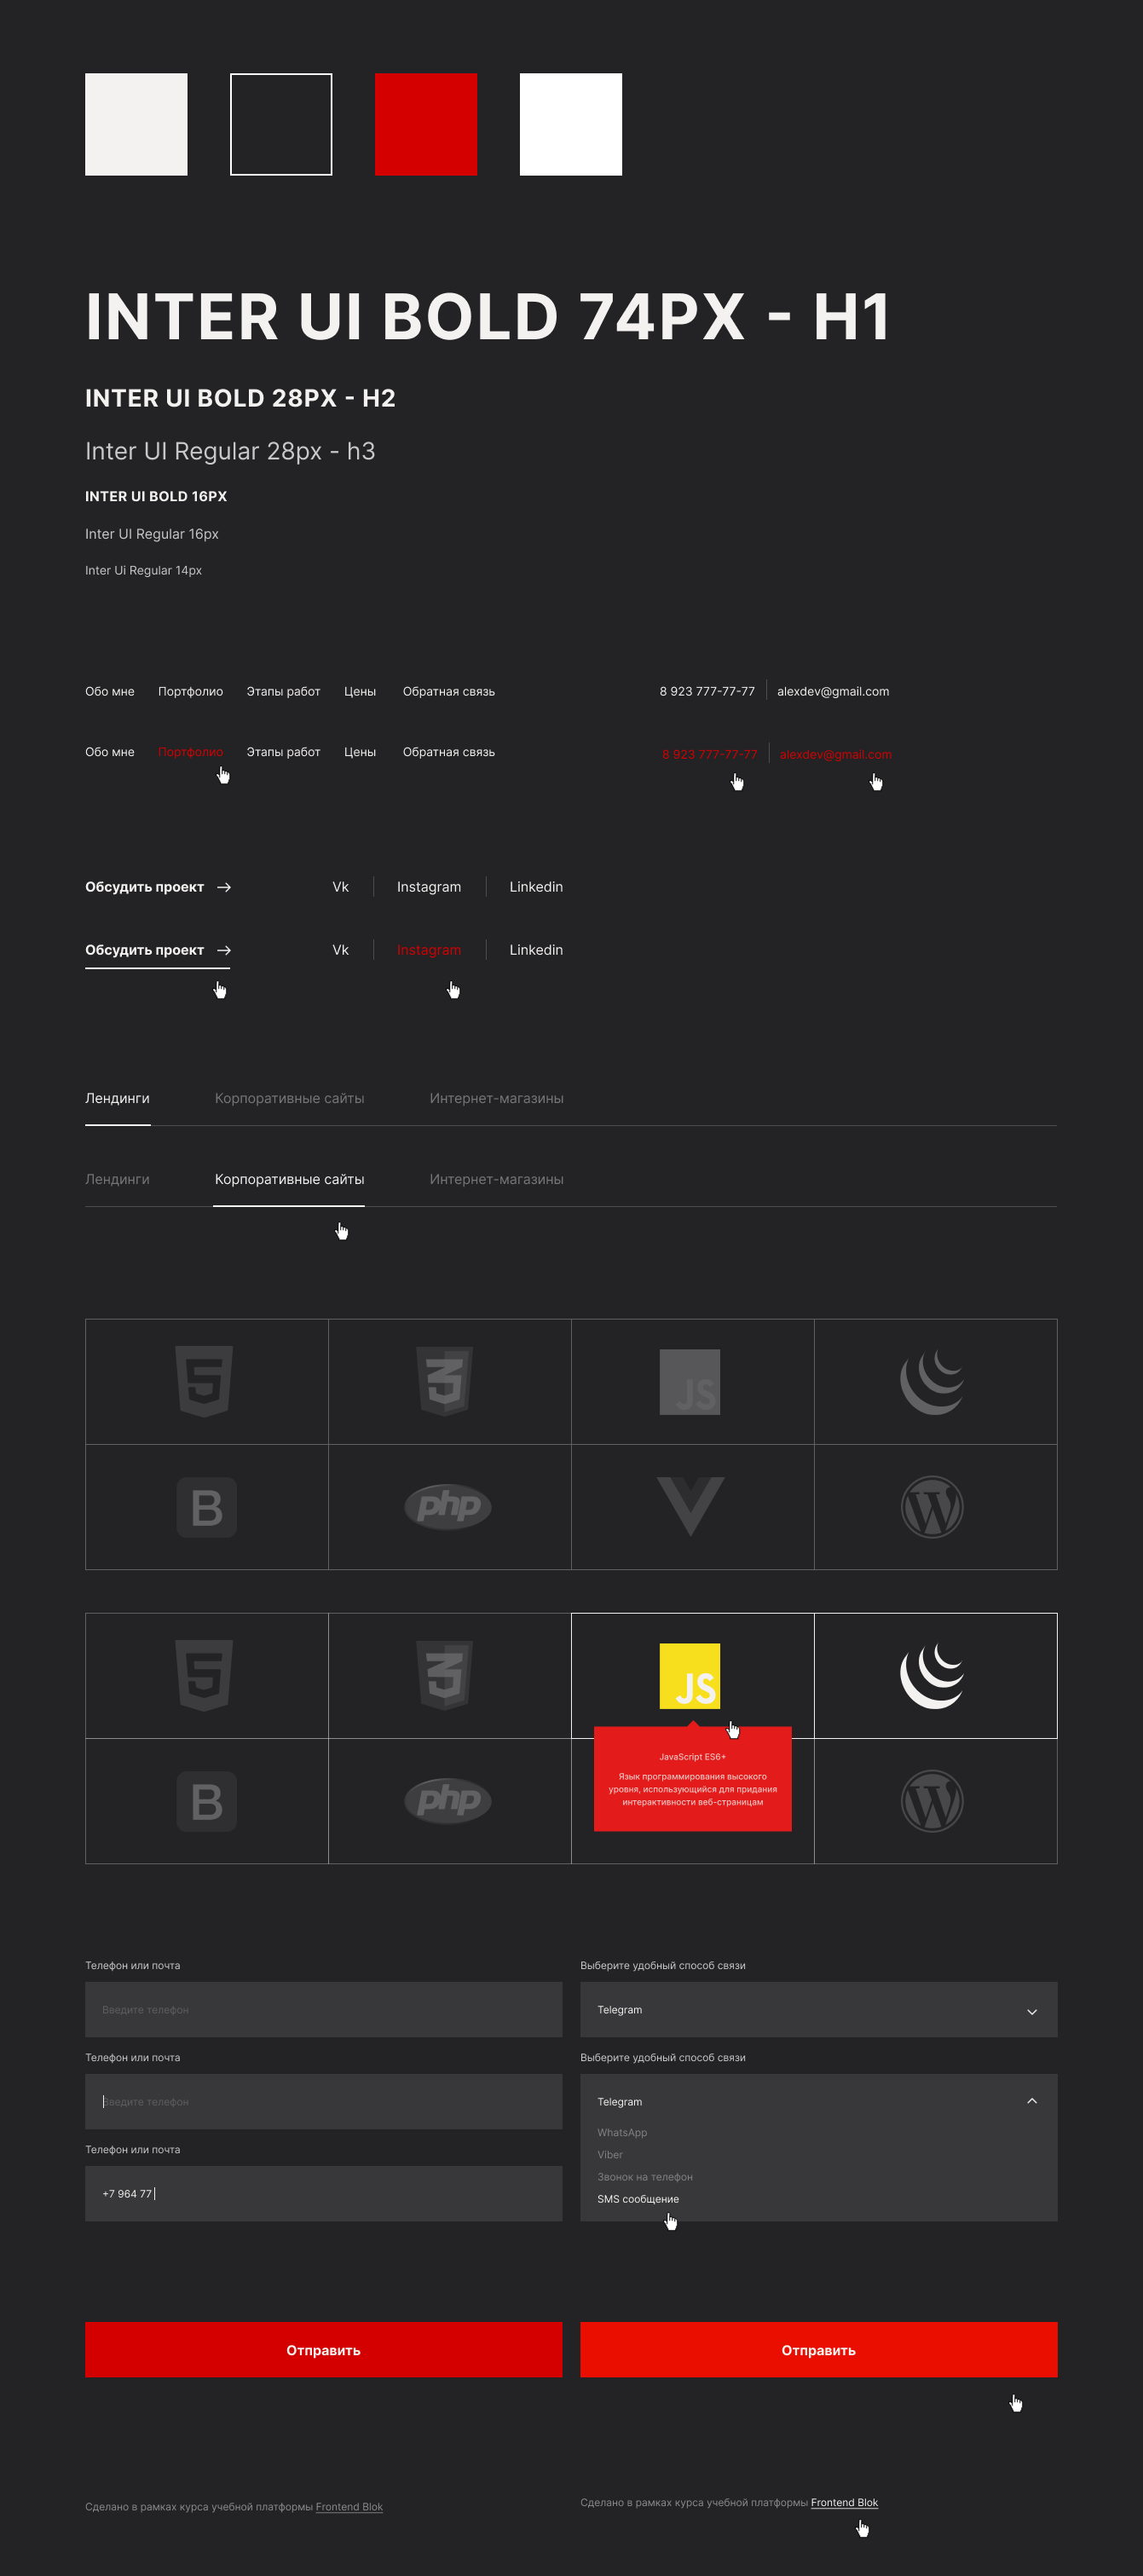 INTER UI BOLD 74PX - H1
INTER UI BOLD 28PX - H2
Inter UI Regular 28px - h3
INTER UI BOLD 16PX
Inter UI Regular 16px
Inter Ui Regular 14px
Обо мне Портфолио Этапы работ Цены Обратная связь 8 923 777-77-77 alexdev@gmail.com
Обо мне Портфолио Этапы работ Цены Обратная связь 8 923 777-77-77 alexdev@gmail.com
Обсудить проект Vk Instagram Linkedin
Обсудить проект Vk Instagram Linkedin
Лендинги Корпоративные сайты Интернет-магазины
Лендинги Корпоративные сайты Интернет-магазины
5 3 JS
B php W
5 3 JS
JavaScript ES6+
Язык программирования высокого
уровня, использующийся для придания
интерактивности веб-страницам
B php W
Телефон или почта Выберите удобный способ связи
Введите телефон Telegram
Телефон или почта Выберите удобный способ связи
Введите телефон Telegram
WhatsApp
Viber
Телефон или почта
Звонок на телефон
+7 964 77 SMS сообщение
Отправить Отправить
Сделано в рамках курса учебной платформы Frontend Blok Сделано в рамках курса учебной платформы Frontend Blok